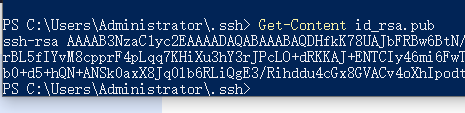 PS C:\Users\Administrator\.ssh> Get-Content id_rsa.pub
ssh-rsa AAAAB3NzaC1yc2EAAAADAQABAAABAQDHfkK78UAJbFRBw6BtN/
rBL5fIYvM8cpprF4pLqq7KHiXu3hY3rJPcLO+dRKKAJ+ENTCIy46mi6FwT
b0+d5+hQN+ANSk0axX8Jq01b6RLiQgE3/Rihddu4cGx8GVACv4oXhIpodt
PS C:\Users\Administrator\.ssh>